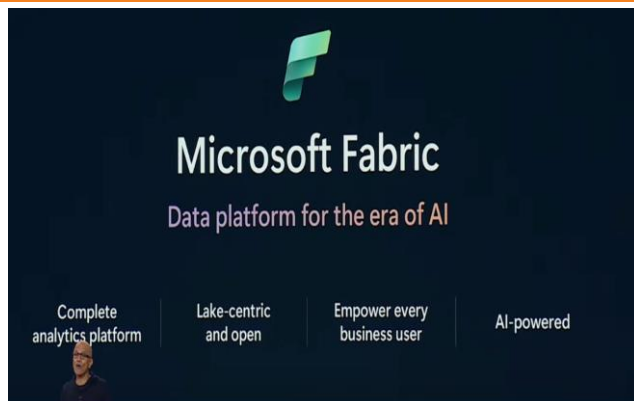 Microsoft Fabric
Data platform for the era of AI
Complete
analytics platform
Lake-centric
and open
Empower every
business user
AI-powered